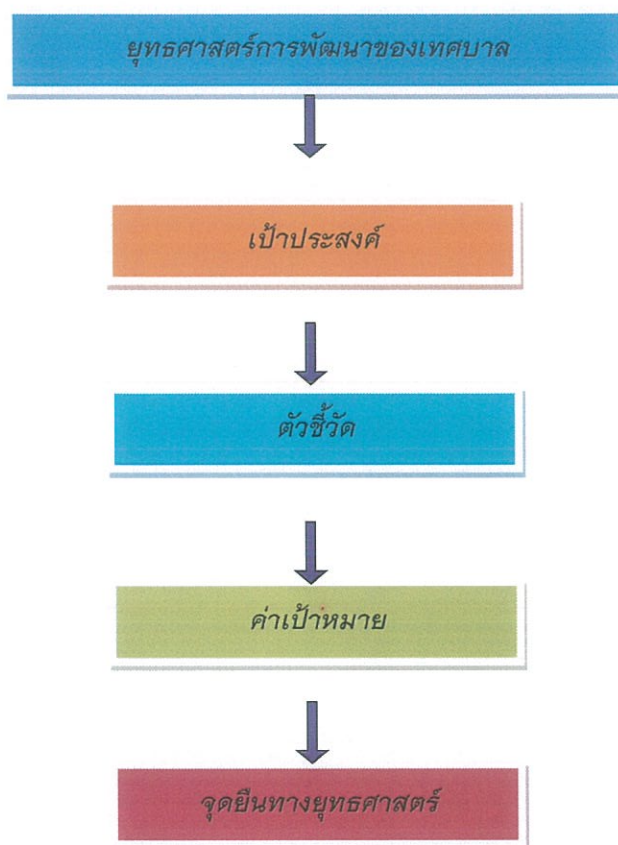 ยุทธศาสตร์การพัฒนาของเทศบาล
เป้าประสงค์
ตัวชี้วัด
ค่าเป้าหมาย
จุดยืนทางยุทธศาสตร์